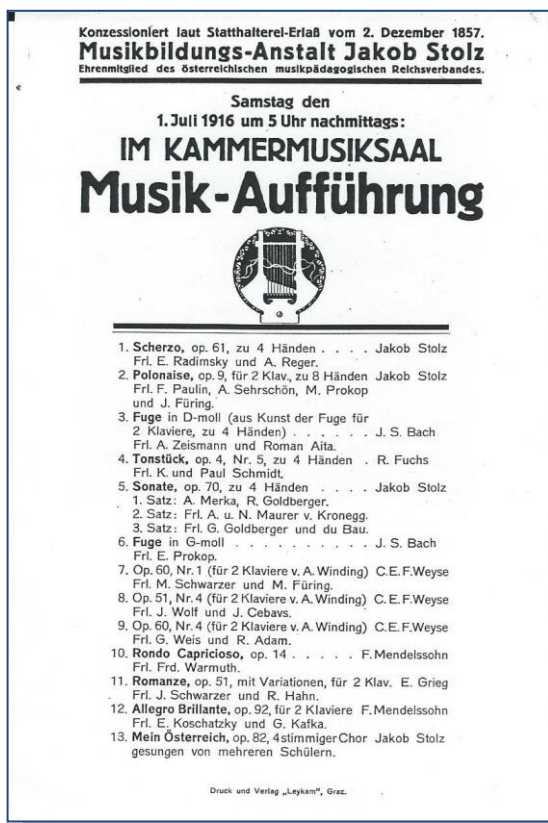 Konzessioniert laut Statthalterei-Erlaß vom 2. Dezember 1857.
Musikbildungs-Anstalt Jakob Stolz
Ehrenmitglied des österreichischen musikpädagogischen Reichsverbandes.
Samstag den
1. Juli 1916 um 5 Uhr nachmittags:
IM KAMMERMUSIKSAAL
Musik-Aufführung
1. Scherzo, op. 61, zu 4 Händen . . . . Jakob Stolz
Frl. E. Radimsky und A. Reger.
2. Polonaise, op. 9, für 2 Klav., zu 8 Händen Jakob Stolz
Frl. F. Paulin, A. Sehrschön, M. Prokop
und J. Füring.
3. Fuge in D-moll (aus Kunst der Fuge für
2 Klaviere, zu 4 Händen) . . . . . . J. S. Bach
Frl. A. Zeismann und Roman Aita.
4. Tonstück, op. 4, Nr. 5, zu 4 Händen . R. Fuchs
Frl. K. und Paul Schmidt.
5. Sonate, op. 70, zu 4 Händen . . . . Jakob Stolz
1. Satz: A. Merka, R. Goldberger.
2. Satz: Frl. A. u. N. Maurer v. Kronegg.
3. Satz: Frl. G. Goldberger und du Bau.
6. Fuge in G-moll . . . . . . . . . . J. S. Bach
Frl. E. Prokop.
7. Op. 60, Nr. 1 (für 2 Klaviere v. A. Winding) C.E.F.Weyse
Frl. M. Schwarzer und M. Füring.
8. Op. 51, Nr. 4 (für 2 Klaviere v. A. Winding) C.E.F.Weyse
Frl. J. Wolf und J. Cebavs.
9. Op. 60, Nr. 4 (für 2 Klaviere v. A. Winding) C.E.F.Weyse
Frl. G. Weis und R. Adam.
10. Rondo Capricioso, op. 14 . . . . . F. Mendelssohn
Frl. Frd. Warmuth.
11. Romanze, op. 51, mit Variationen, für 2 Klav. E. Grieg
Frl. J. Schwarzer und R. Hahn.
12. Allegro Brillante, op. 92, für 2 Klaviere F. Mendelssohn
Frl. E. Koschatzky und G. Kafka.
13. Mein Österreich, op. 82, 4stimmiger Chor Jakob Stolz
gesungen von mehreren Schülern.
Druck und Verlag „Leykam", Graz.